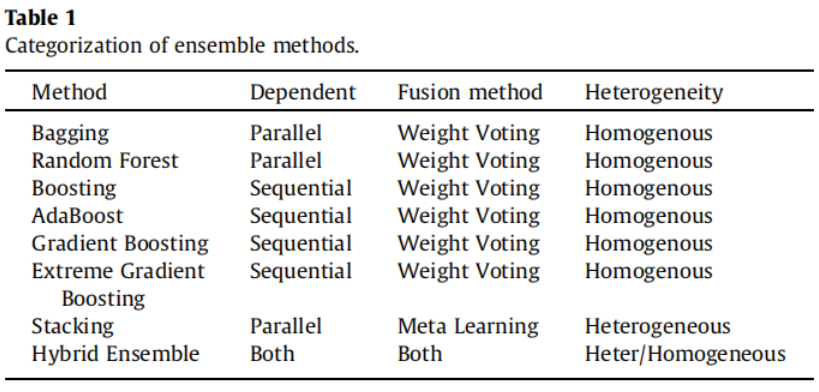 Table 1
Categorization of ensemble methods.
Method Dependent Fusion method Heterogeneity
Bagging Parallel Weight Voting Homogenous
Random Forest Parallel Weight Voting Homogenous
Boosting Sequential Weight Voting Homogenous
AdaBoost Sequential Weight Voting Homogenous
Gradient Boosting Sequential Weight Voting Homogenous
Extreme Gradient Sequential Weight Voting Homogenous
Boosting
Stacking Parallel Meta Learning Heterogeneous
Hybrid Ensemble Both Both Heter/Homogeneous